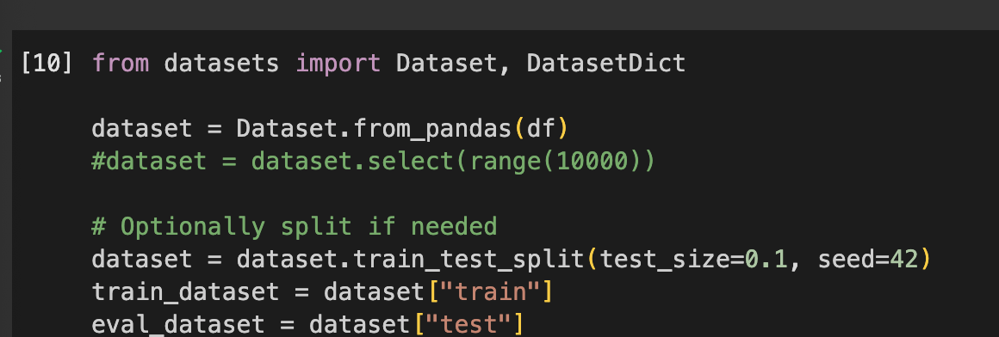 [10] from datasets import Dataset, DatasetDict
dataset = Dataset.from_pandas(df)
#dataset = dataset.select(range(10000))
# Optionally split if needed
dataset = dataset.train_test_split(test_size=0.1, seed=42)
train_dataset = dataset["train"]
eval_dataset = dataset["test"]